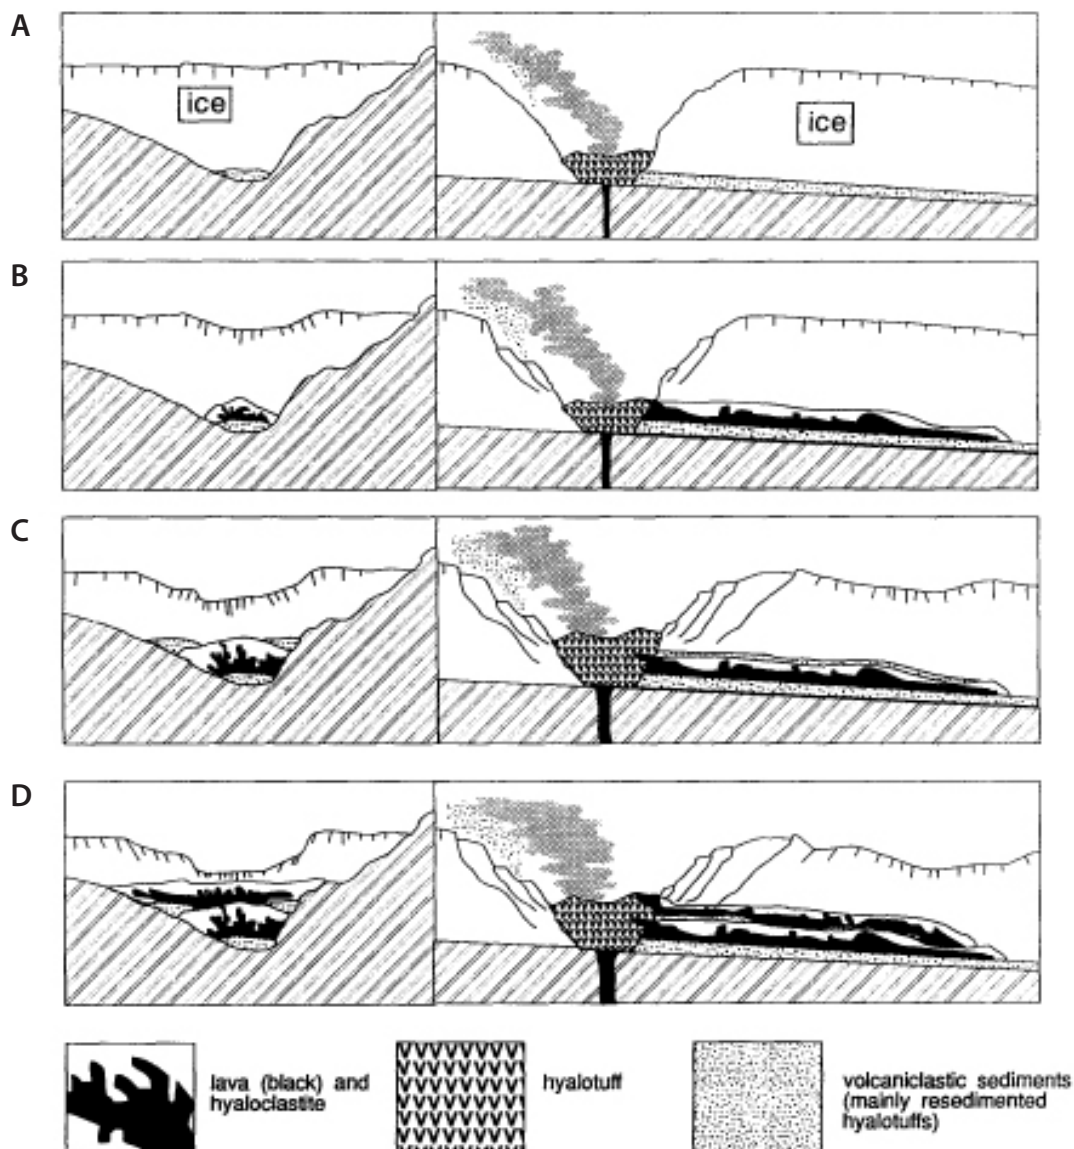 A
ice
ice
B
C
D
lava (black) and
hyaloclastite
hyalotuff
volcaniclastic sediments
(mainly resedimented
hyalotuffs)